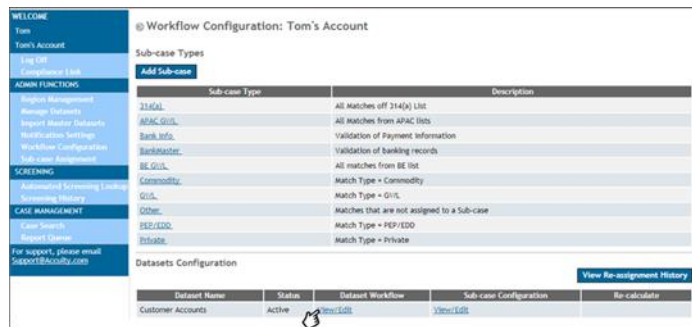 WELCOME
Tom
Tom's Account
Log Off
Compliance Link
ADMIN FUNCTIONS
Region Management
Manage Datasets
Import Master Datasets
Notification Settings
Workflow Configuration
Sub-case Assignment
SCREENING
Automated Screening Lookup
Screening History
CASE MANAGEMENT
Case Search
Report Queue
For support, please email
Support@Accuity.com
Workflow Configuration: Tom's Account
Sub-case Types
Add Sub-case
Sub-case Type Description
314(a) All Matches off 314(a) List
APAC GWL All Matches from APAC lists
Bank Info Validation of Payment Information
BankMaster Validation of banking records
BE GWL All matches from BE list
Commodity Match Type = Commodity
GWL Match Type = GWL
Other Matches that are not assigned to a Sub-case
PEP/EDD Match Type = PEP/EDD
Private Match Type = Private
Datasets Configuration
View Re-assignment History
Dataset Name Status Dataset Workflow Sub-case Configuration Re-calculate
Customer Accounts Active View/Edit View/Edit